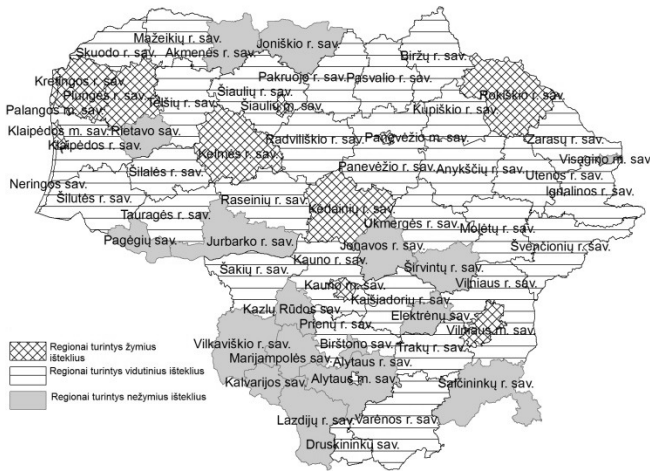 Mažeikių r. sav.
Joniškio r. sav.
Skuodo r. sav.
Akmenės r. sav.
Biržų r. sav.
Kretingos r. sav.
Pakruojo r. sav.
Pasvalio r. sav.
Plungės r. sav.
Telšių r. sav.
Šiaulių r. sav.
Rokiškio r. sav.
Palangos m. sav.
Šiaulių m. sav.
Kupiškio r. sav.
Klaipėdos m. sav.
Rietavo sav.
Radviliškio r. sav.
Panevėžio m. sav.
Zarasų r. sav.
Klaipėdos r. sav.
Kelmės r. sav.
Visagino m. sav.
Šilalės r. sav.
Panevėžio r. sav.
Anykščių r. sav.
Utenos r. sav.
Neringos sav.
Ignalinos r. sav.
Šilutės r. sav.
Raseinių r. sav.
Kėdainių r. sav.
Tauragės r. sav.
Ukmergės r. sav.
Molėtų r. sav.
Pagėgių sav.
Jurbarko r. sav.
Jonavos r. sav.
Švenčionių r. sav.
Kauno r. sav.
Širvintų r. sav.
Šakių r. sav.
Kauno m. sav.
Vilniaus r. sav.
Kaišiadorių r. sav.
Kazlų Rūdos sav.
Elektrėnų sav.
Prienų r. sav.
Vilniaus m. sav.
Vilkaviškio r. sav.
Birštono sav.
Trakų r. sav.
Marijampolės sav.
Alytaus r. sav.
Kalvarijos sav.
Alytaus m. sav.
Šalčininkų r. sav.
Lazdijų r. sav.
Varėnos r. sav.
Druskininkų sav.
Regionai turintys žymius
išteklius
Regionai turintys vidutinius išteklius
Regionai turintys nežymius išteklius